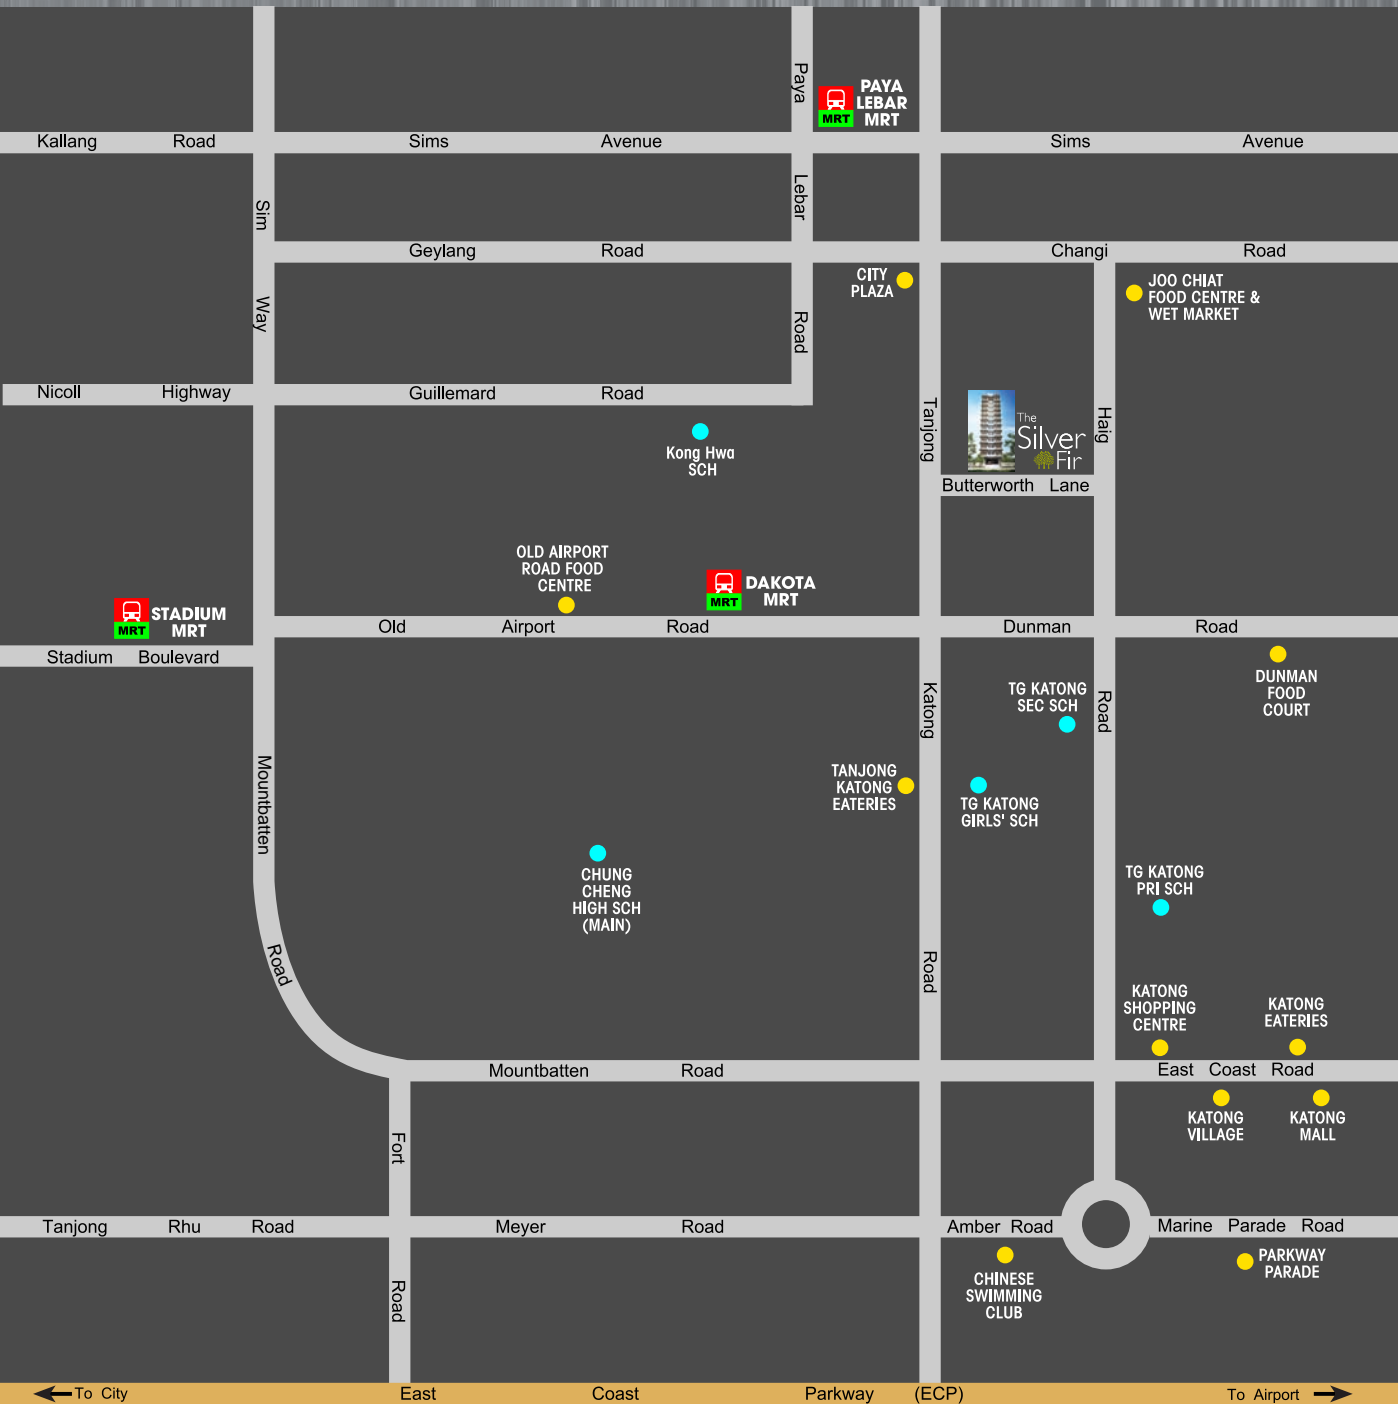 Paya
PAYA
LEBAR
MRT
MRT
Kallang Road
Sims Avenue
Sims Avenue
Lebar
Sim
Geylang Road
Changi Road
CITY
PLAZA
JOO CHIAT
FOOD CENTRE &
WET MARKET
Way
Road
Nicoll Highway
Guillemard Road
Tanjong
The
Silver
Fir
Haig
Kong Hwa
SCH
Butterworth Lane
OLD AIRPORT
ROAD FOOD
CENTRE
DAKOTA
MRT
MRT
STADIUM
MRT
MRT
Old Airport Road
Dunman Road
Stadium Boulevard
DUNMAN
FOOD
COURT
Katong
TG KATONG
SEC SCH
Road
Mountbatten
TANJONG
KATONG
EATERIES
TG KATONG
GIRLS' SCH
CHUNG
CHENG
HIGH SCH
(MAIN)
TG KATONG
PRI SCH
Road
Road
KATONG
SHOPPING
CENTRE
KATONG
EATERIES
Mountbatten Road
East Coast Road
KATONG
VILLAGE
KATONG
MALL
Fort
Tanjong Rhu Road
Meyer Road
Amber Road
Marine Parade Road
PARKWAY
PARADE
CHINESE
SWIMMING
CLUB
Road
To City
East Coast Parkway (ECP)
To Airport